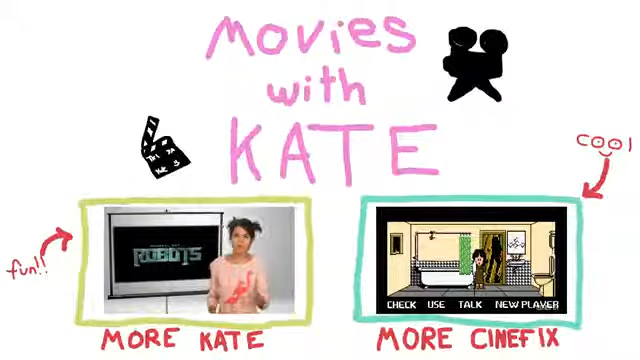 Movies
with
KATE
cool
fun!!
ROBOTS
CHECK USE TALK NEW PLAYER
MORE KATE
MORE CINEFIX